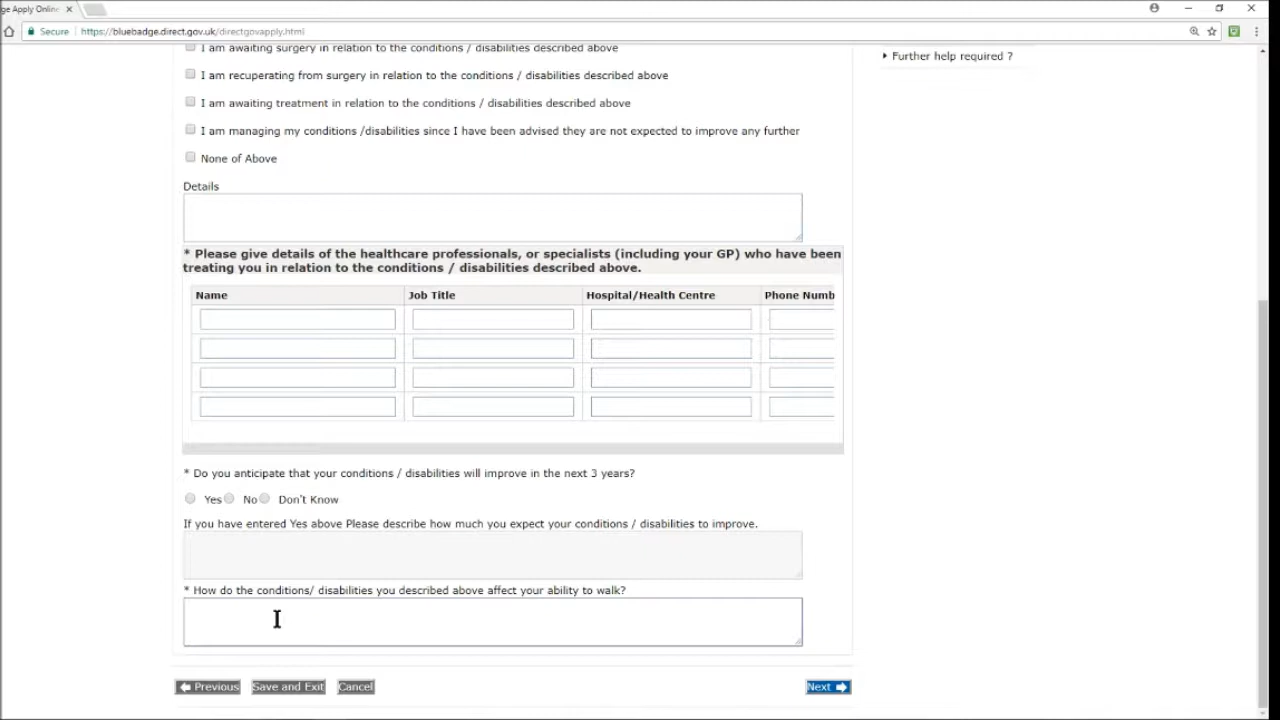 ge Apply Online
Secure https://bluebadge.direct.gov.uk/directgovapply.html
I am awaiting surgery in relation to the conditions / disabilities described above
Further help required ?
I am recuperating from surgery in relation to the conditions / disabilities described above
I am awaiting treatment in relation to the conditions / disabilities described above
I am managing my conditions /disabilities since I have been advised they are not expected to improve any further
None of Above
Details
* Please give details of the healthcare professionals, or specialists (including your GP) who have been
treating you in relation to the conditions / disabilities described above.
Name Job Title Hospital/Health Centre Phone Numb
* Do you anticipate that your conditions / disabilities will improve in the next 3 years?
Yes No Don't Know
If you have entered Yes above Please describe how much you expect your conditions / disabilities to improve.
* How do the conditions/ disabilities you described above affect your ability to walk?
Previous Save and Exit Cancel Next